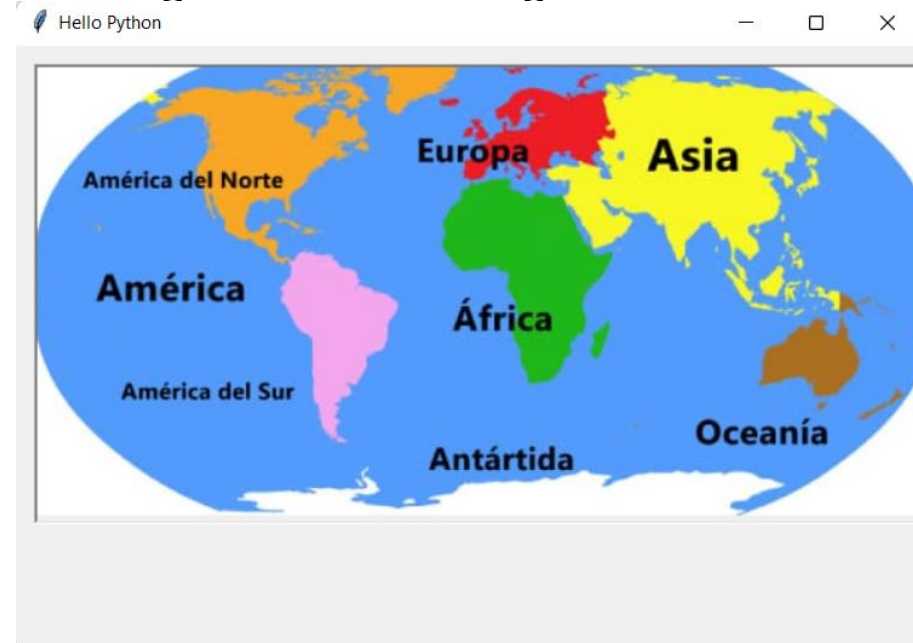 Hello Python
Europa
Asia
América del Norte
América
África
América del Sur
Oceanía
Antártida